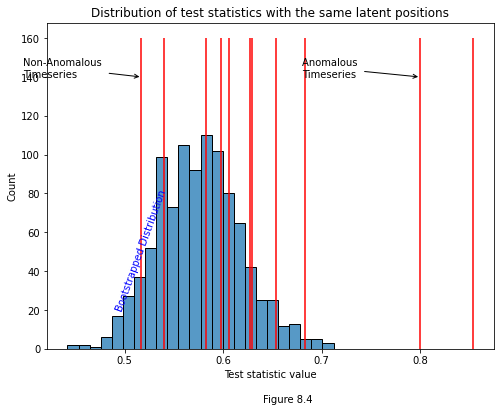 Distribution of test statistics with the same latent positions
160
140
120
100
80
60
40
20
0
Count
Non-Anomalous
Timeseries
Anomalous
Timeseries
Bootstrapped Distribution
0.5
0.6
0.7
0.8
Test statistic value
Figure 8.4